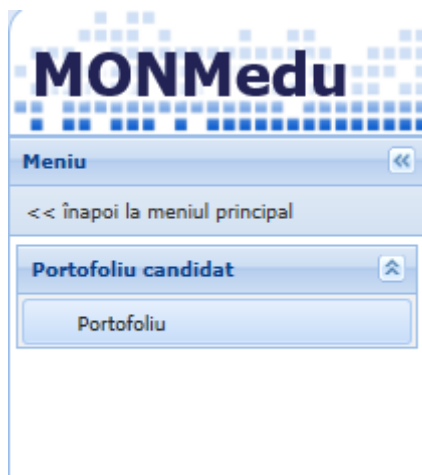 MONMedu
Meniu
<< înapoi la meniul principal
Portofoliu candidat
Portofoliu